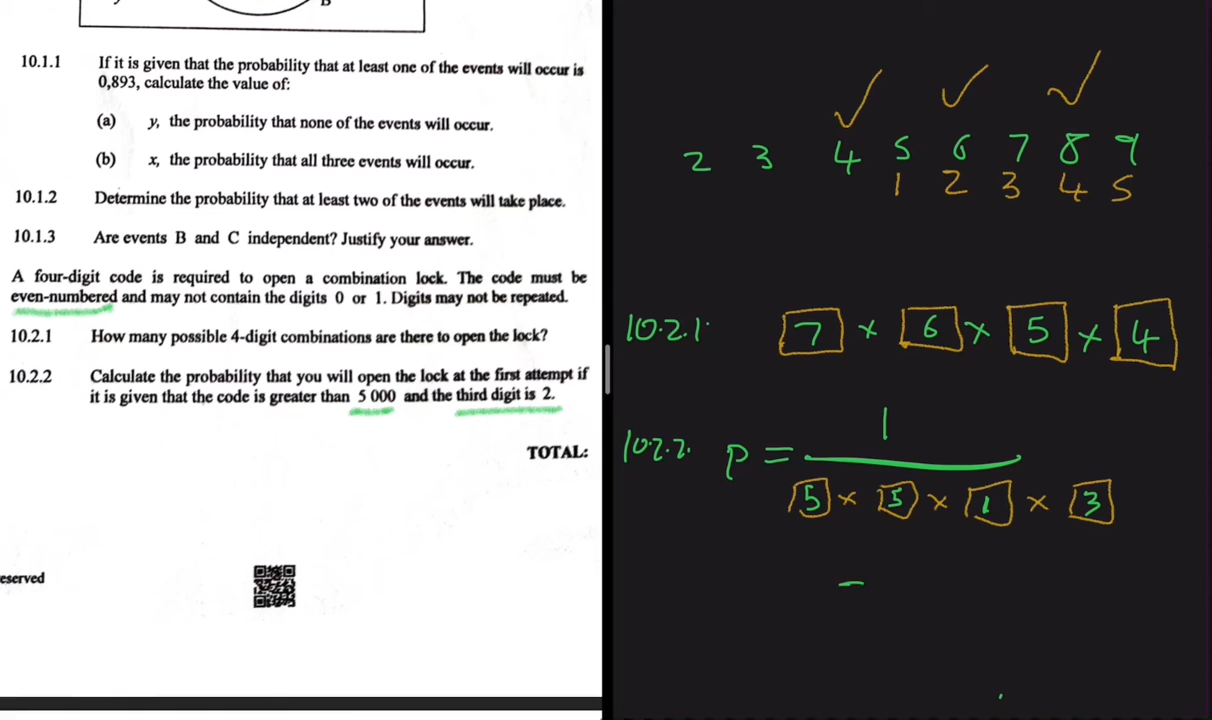 B
10.1.1 If it is given that the probability that at least one of the events will occur is
0,893, calculate the value of:
(a) y, the probability that none of the events will occur.
(b) x, the probability that all three events will occur.
10.1.2 Determine the probability that at least two of the events will take place.
10.1.3 Are events B and C independent? Justify your answer.
A four-digit code is required to open a combination lock. The code must be
even-numbered and may not contain the digits 0 or 1. Digits may not be repeated.
10.2.1 How many possible 4-digit combinations are there to open the lock?
10.2.2 Calculate the probability that you will open the lock at the first attempt if
it is given that the code is greater than 5 000 and the third digit is 2.
TOTAL:
eserved
2 3 4 5 6 7 8 9
1 2 3 4 5
10.2.1. 7 × 6 × 5 × 4
1
10.2.2. P =
5 × 5 × 1 × 3